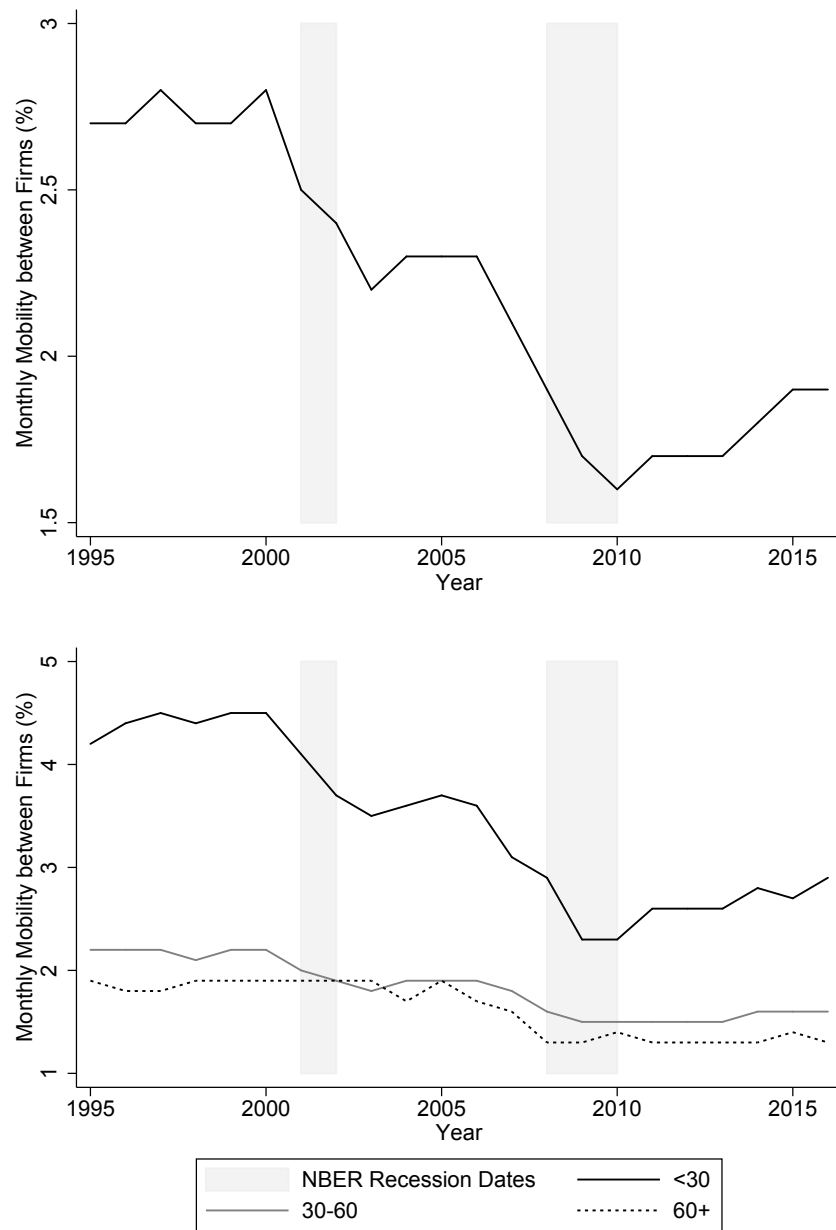 Monthly Mobility between Firms (%)
3
2.5
2
1.5
1995 2000 2005 2010 2015
Year
Monthly Mobility between Firms (%)
5
4
3
2
1
1995 2000 2005 2010 2015
Year
NBER Recession Dates <30
30-60 60+